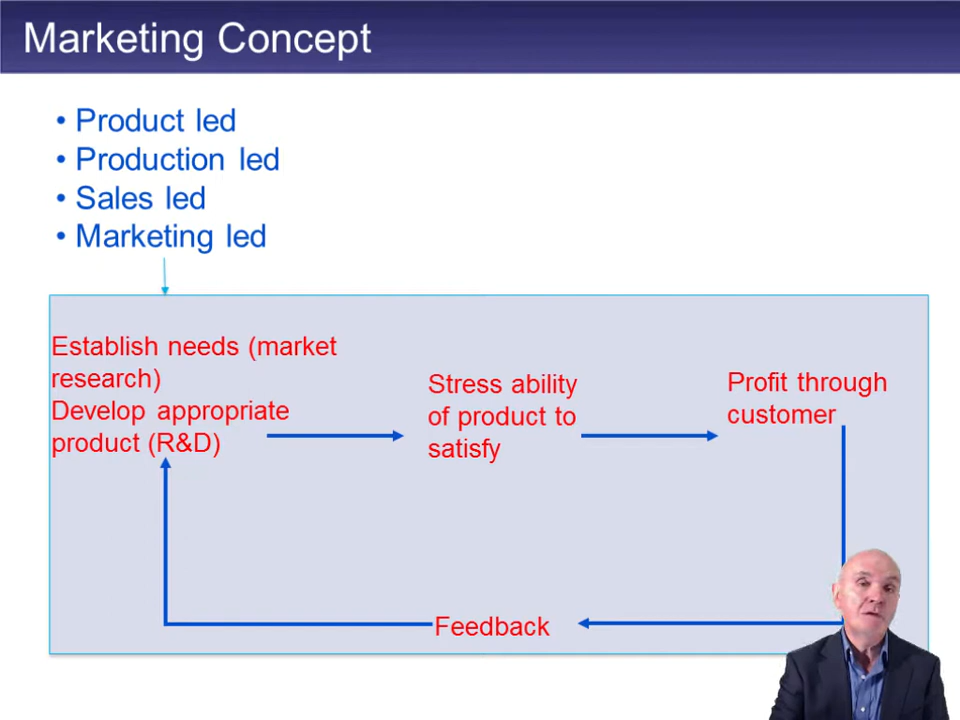 Marketing Concept
• Product led
• Production led
• Sales led
• Marketing led
Establish needs (market
research)
Develop appropriate
product (R&D)
Stress ability
of product to
satisfy
Profit through
customer
Feedback